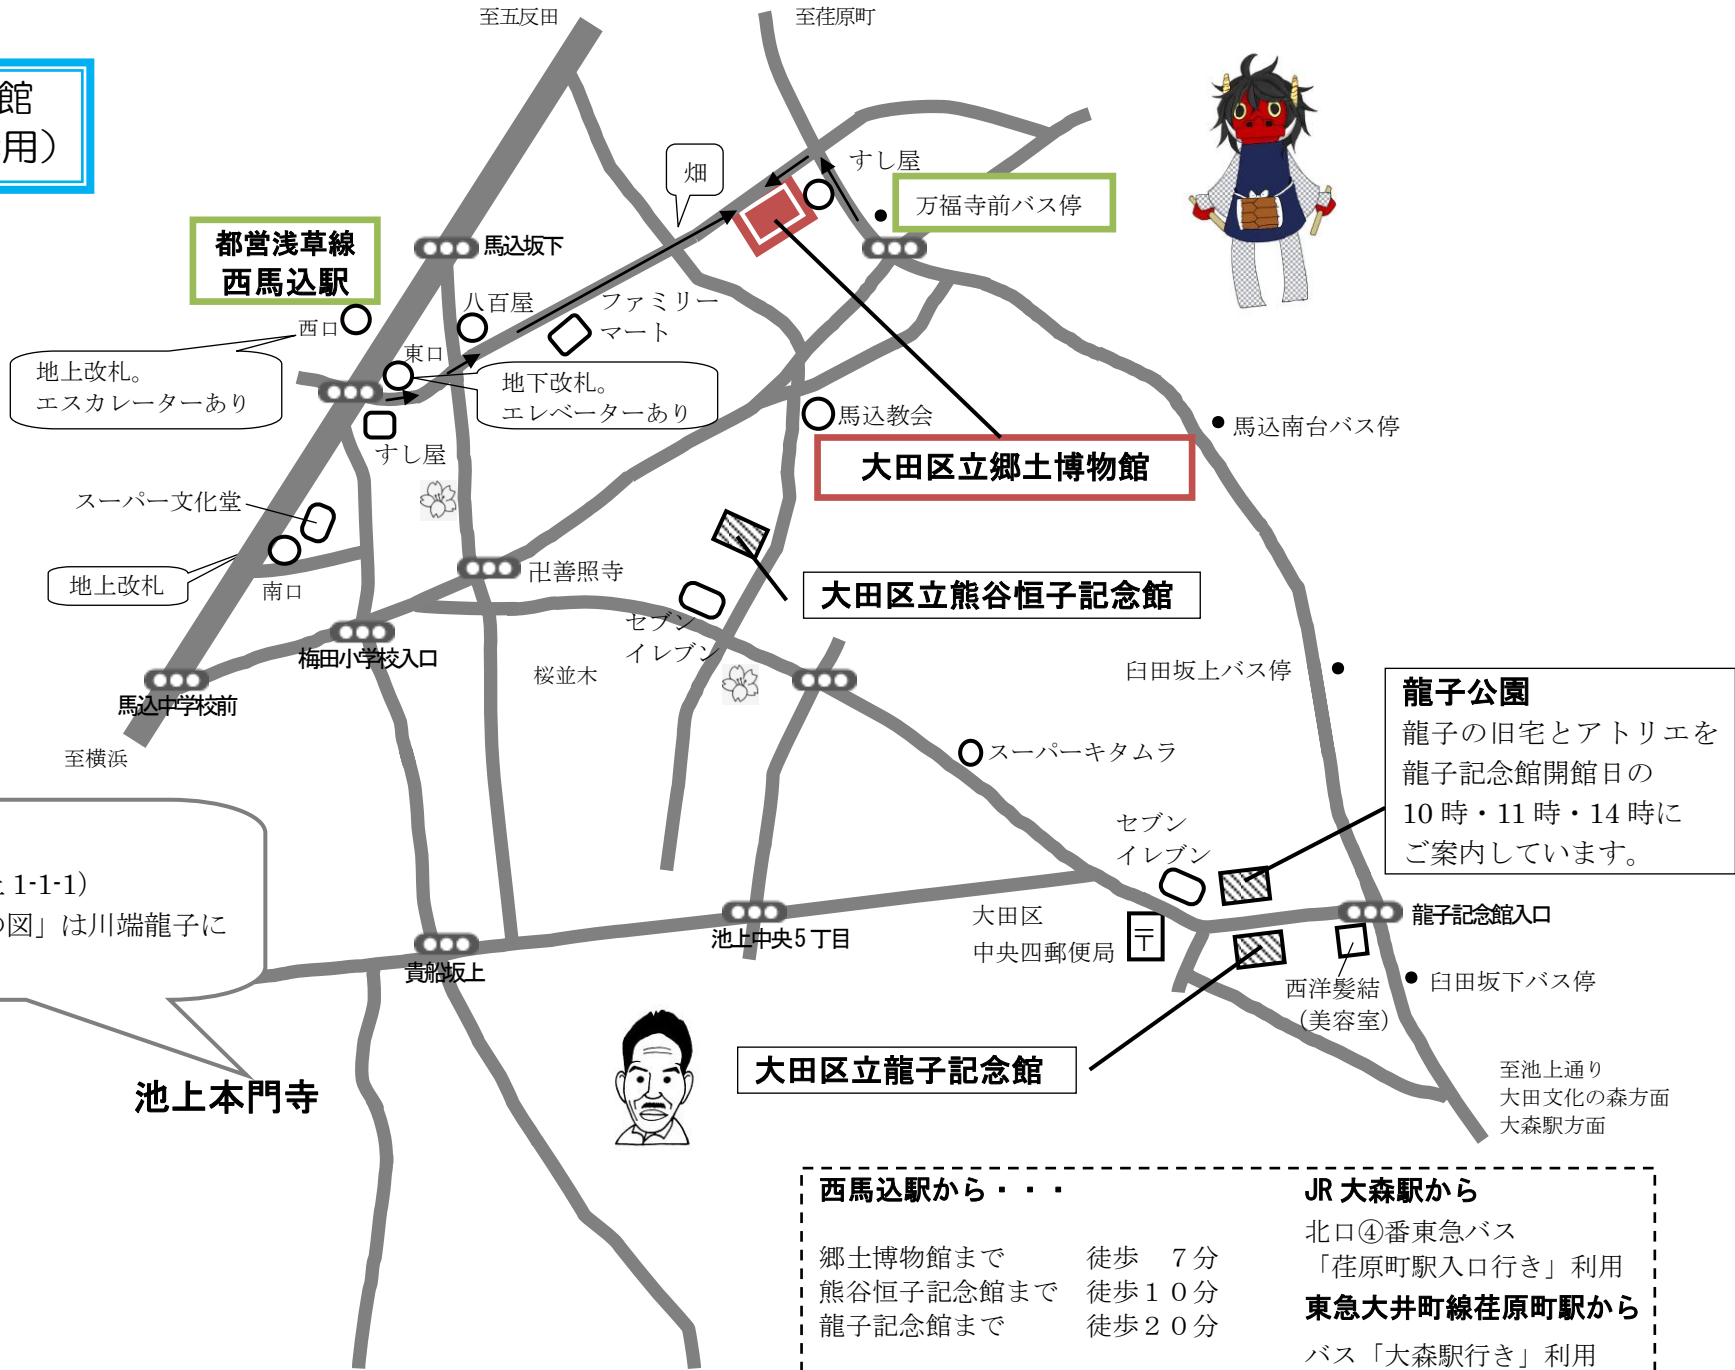 至五反田
至荏原町
館
用）
畑
すし屋
万福寺前バス停
都営浅草線
西馬込駅
馬込坂下
八百屋
ファミリー
マート
西口
東口
地上改札。
エスカレーターあり
地下改札。
エレベーターあり
すし屋
馬込教会
馬込南台バス停
大田区立郷土博物館
スーパー文化堂
地上改札
南口
卍善照寺
大田区立熊谷恒子記念館
セブン
イレブン
梅田小学校入口
桜並木
馬込中学校前
至横浜
臼田坂上バス停
龍子公園
龍子の旧宅とアトリエを
龍子記念館開館日の
10時・11時・14時に
ご案内しています。
スーパーキタムラ
セブン
イレブン
1-1-1）
の図」は川端龍子に
大田区
中央四郵便局
〒
龍子記念館入口
池上中央5丁目
貴船坂上
西洋髪結
（美容室）
臼田坂下バス停
大田区立龍子記念館
池上本門寺
至池上通り
大田文化の森方面
大森駅方面
西馬込駅から・・・
郷土博物館まで　徒歩　７分
熊谷恒子記念館まで　徒歩１０分
龍子記念館まで　徒歩２０分
JR大森駅から
北口④番東急バス
「荏原町駅入口行き」利用
東急大井町線荏原町駅から
バス「大森駅行き」利用